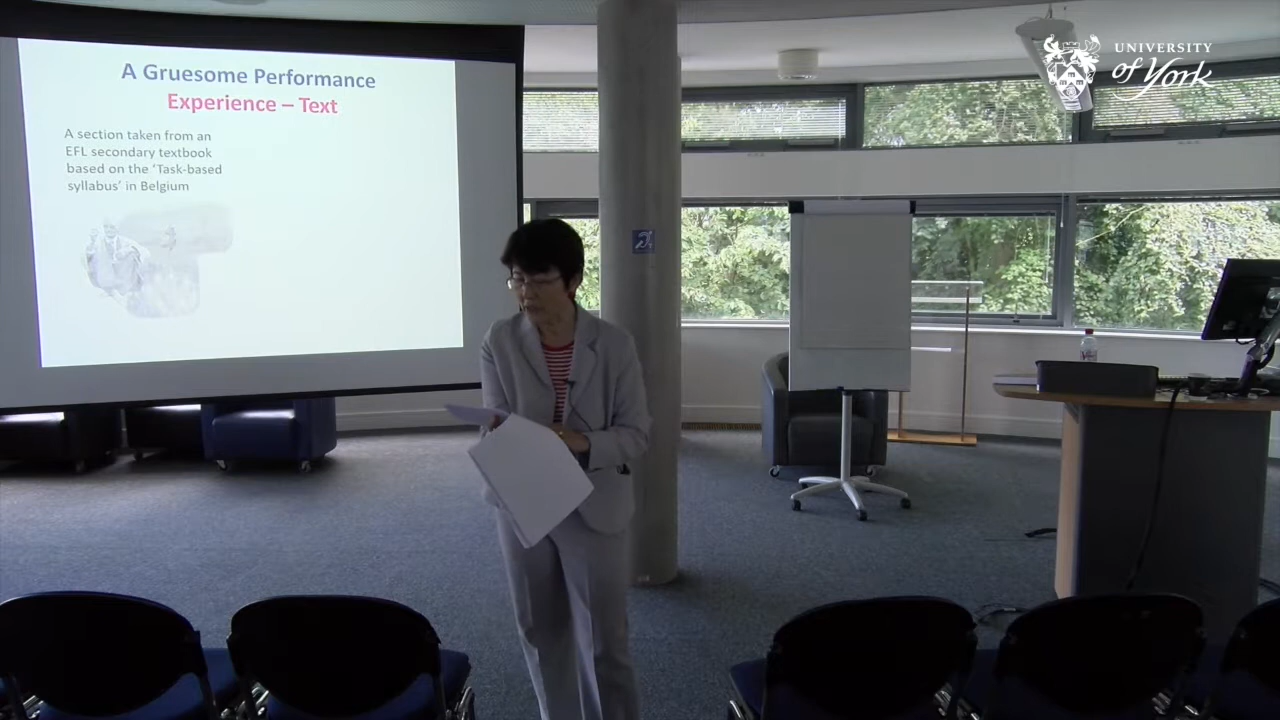 A Gruesome Performance
Experience – Text
A section taken from an
EFL secondary textbook
based on the ‘Task-based
syllabus’ in Belgium
UNIVERSITY
of York